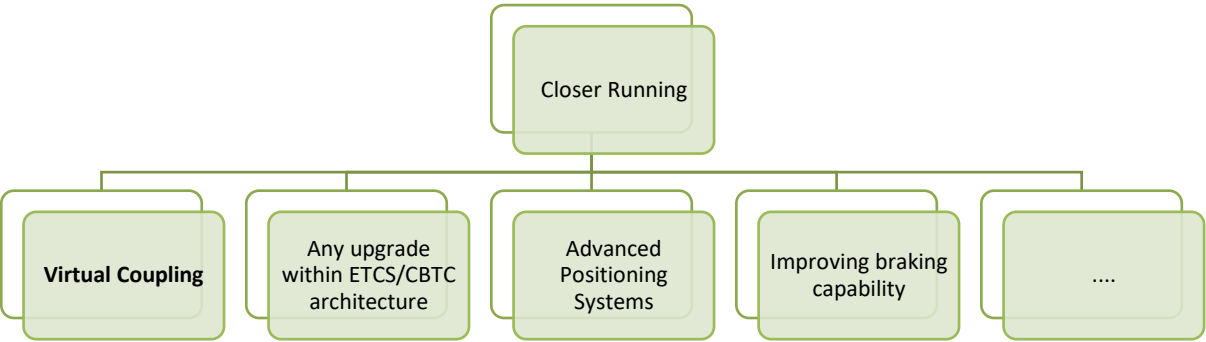 Closer Running
Virtual Coupling
Any upgrade
within ETCS/CBTC
architecture
Advanced
Positioning
Systems
Improving braking
capability
....